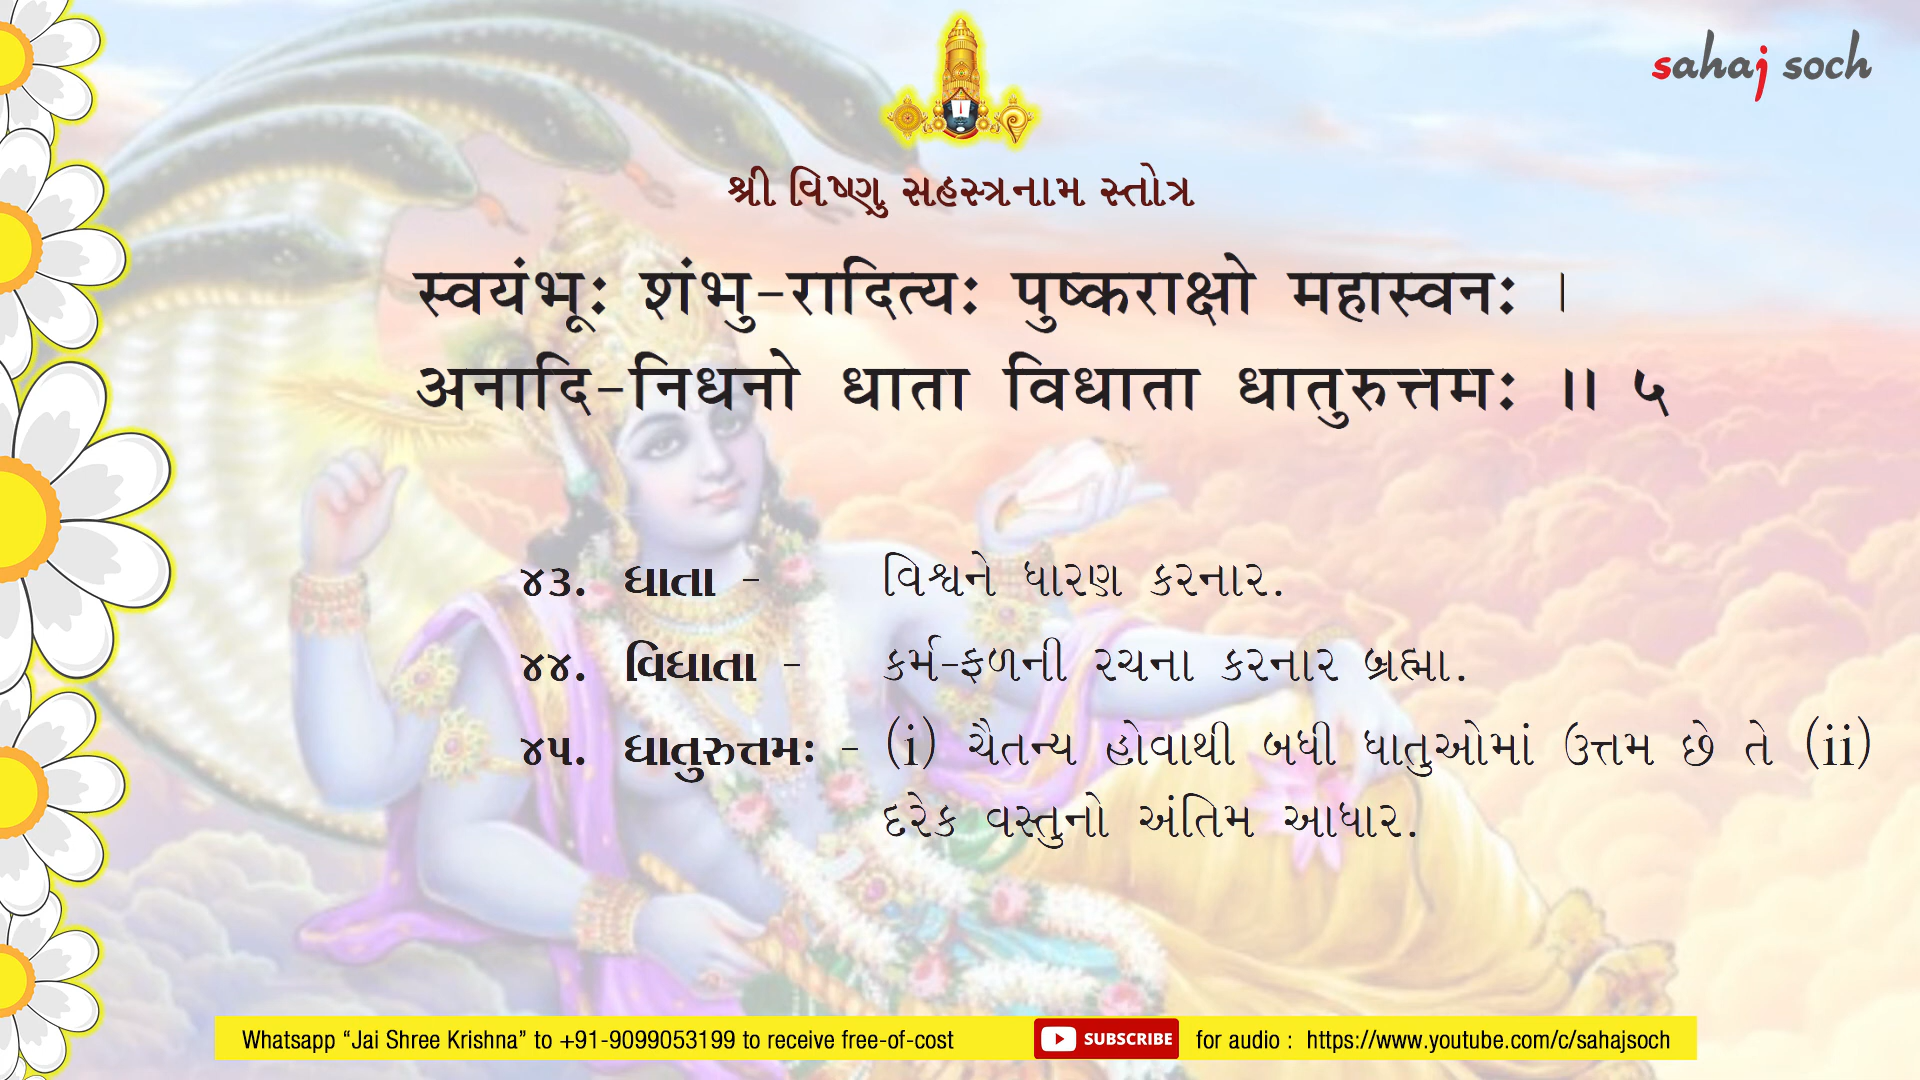 sahaj soch
શ્રી વિષ્ણુ સહસ્ત્રનામ સ્તોત્ર
स्वयंभूः शंभु-रादित्यः पुष्कराक्षो महास्वनः ।
अनादि-निधनो धाता विधाता धातुरुत्तमः ।। ५
૪૩. ધાતા - વિશ્વને ધારણ કરનાર.
૪૪. વિધાતા - કર્મ-ફળની રચના કરનાર બ્રહ્મા.
૪૫. ધાતુરુત્તમઃ - (i) ચૈતન્ય હોવાથી બધી ધાતુઓમાં ઉત્તમ છે તે (ii)
દરેક વસ્તુનો અંતિમ આધાર.
Whatsapp “Jai Shree Krishna” to +91-9099053199 to receive free-of-cost SUBSCRIBE for audio : https://www.youtube.com/c/sahajsoch